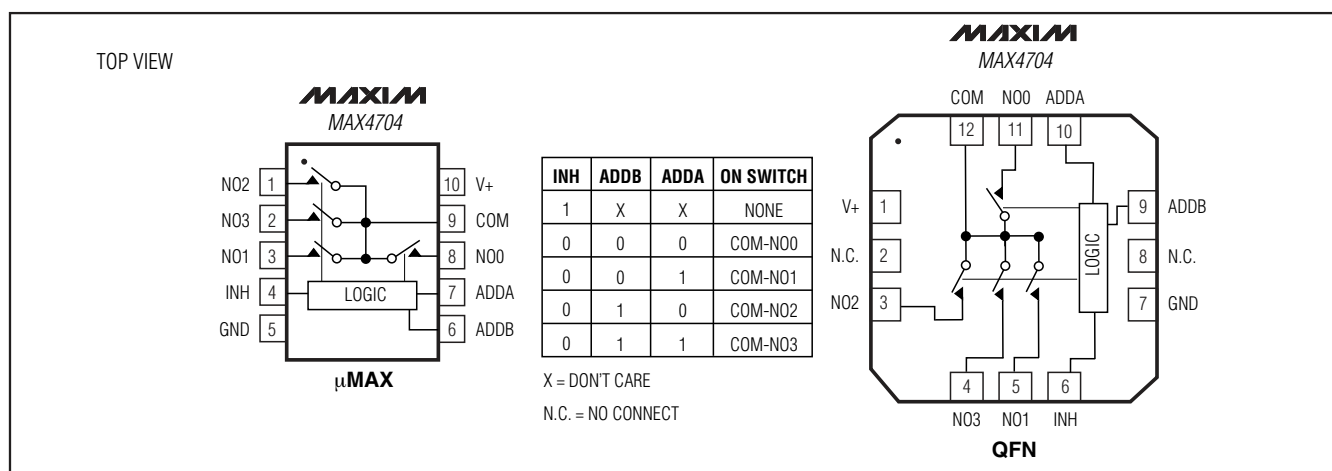 TOP VIEW
MAXIM
MAX4704
NO2 1
NO3 2
NO1 3
INH 4
GND 5
10 V+
9 COM
8 NO0
7 ADDA
6 ADDB
LOGIC
µMAX
INH ADDB ADDA ON SWITCH
1 X X NONE
0 0 0 COM-NO0
0 0 1 COM-NO1
0 1 0 COM-NO2
0 1 1 COM-NO3
X = DON'T CARE
N.C. = NO CONNECT
MAXIM
MAX4704
COM NO0 ADDA
12 11 10
V+ 1
N.C. 2
NO2 3
9 ADDB
8 N.C.
7 GND
LOGIC
4 5 6
NO3 NO1 INH
QFN